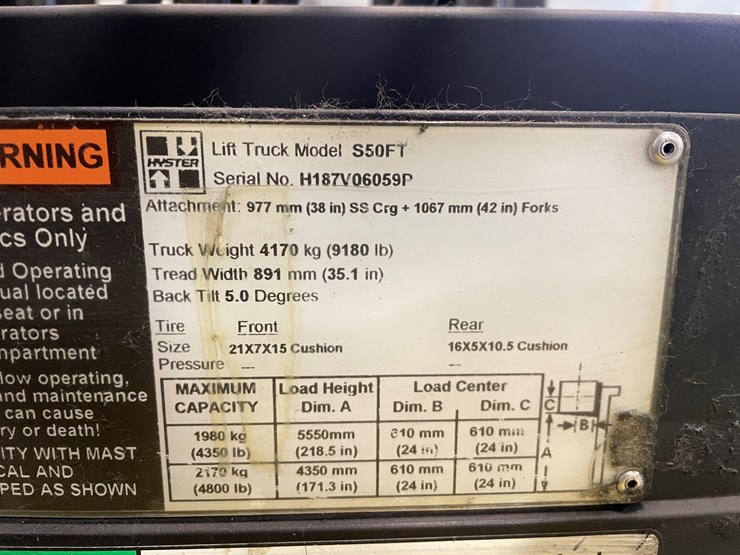 RNING
erators and
cs Only
d Operating
ual located
eat or in
rators
npartment
low operating,
and maintenance
can cause
ry or death!
ITY WITH MAST
CAL AND
PED AS SHOWN
HYSTER
Lift Truck Model S50FT
Serial No. H187V06059P
Attachment: 977 mm (38 in) SS Crg + 1067 mm (42 in) Forks
Truck Weight 4170 kg (9180 lb)
Tread Width 891 mm (35.1 in)
Back Tilt 5.0 Degrees
Tire Front Rear
Size 21X7X15 Cushion 16X5X10.5 Cushion
Pressure --- ---
MAXIMUM Load Height Load Center
CAPACITY Dim. A Dim. B Dim. C
1980 kg 5550mm 610 mm 610 mm
(4350 lb) (218.5 in) (24 in) (24 in)
2170 kg 4350 mm 610 mm 610 mm
(4800 lb) (171.3 in) (24 in) (24 in)
C
B
A